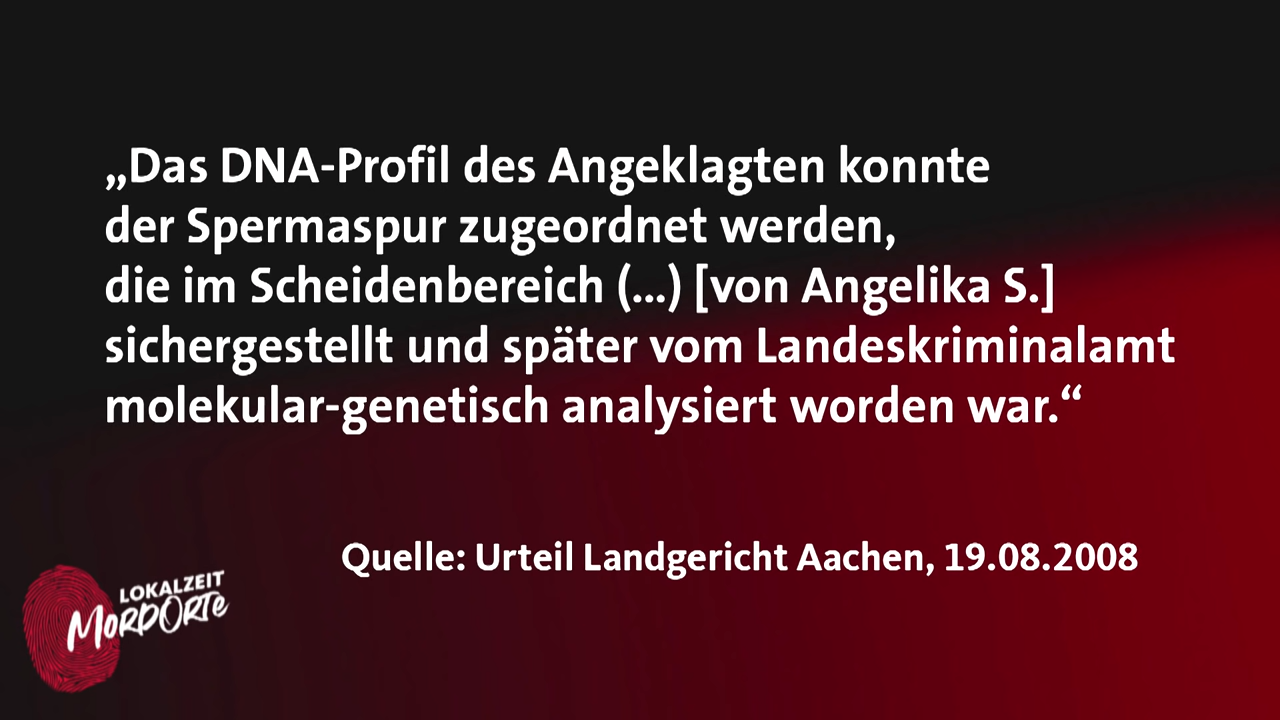 „Das DNA-Profil des Angeklagten konnte
der Spermaspur zugeordnet werden,
die im Scheidenbereich (...) [von Angelika S.]
sichergestellt und später vom Landeskriminalamt
molekular-genetisch analysiert worden war.“
Quelle: Urteil Landgericht Aachen, 19.08.2008
LOKALZEIT
MORDORTe